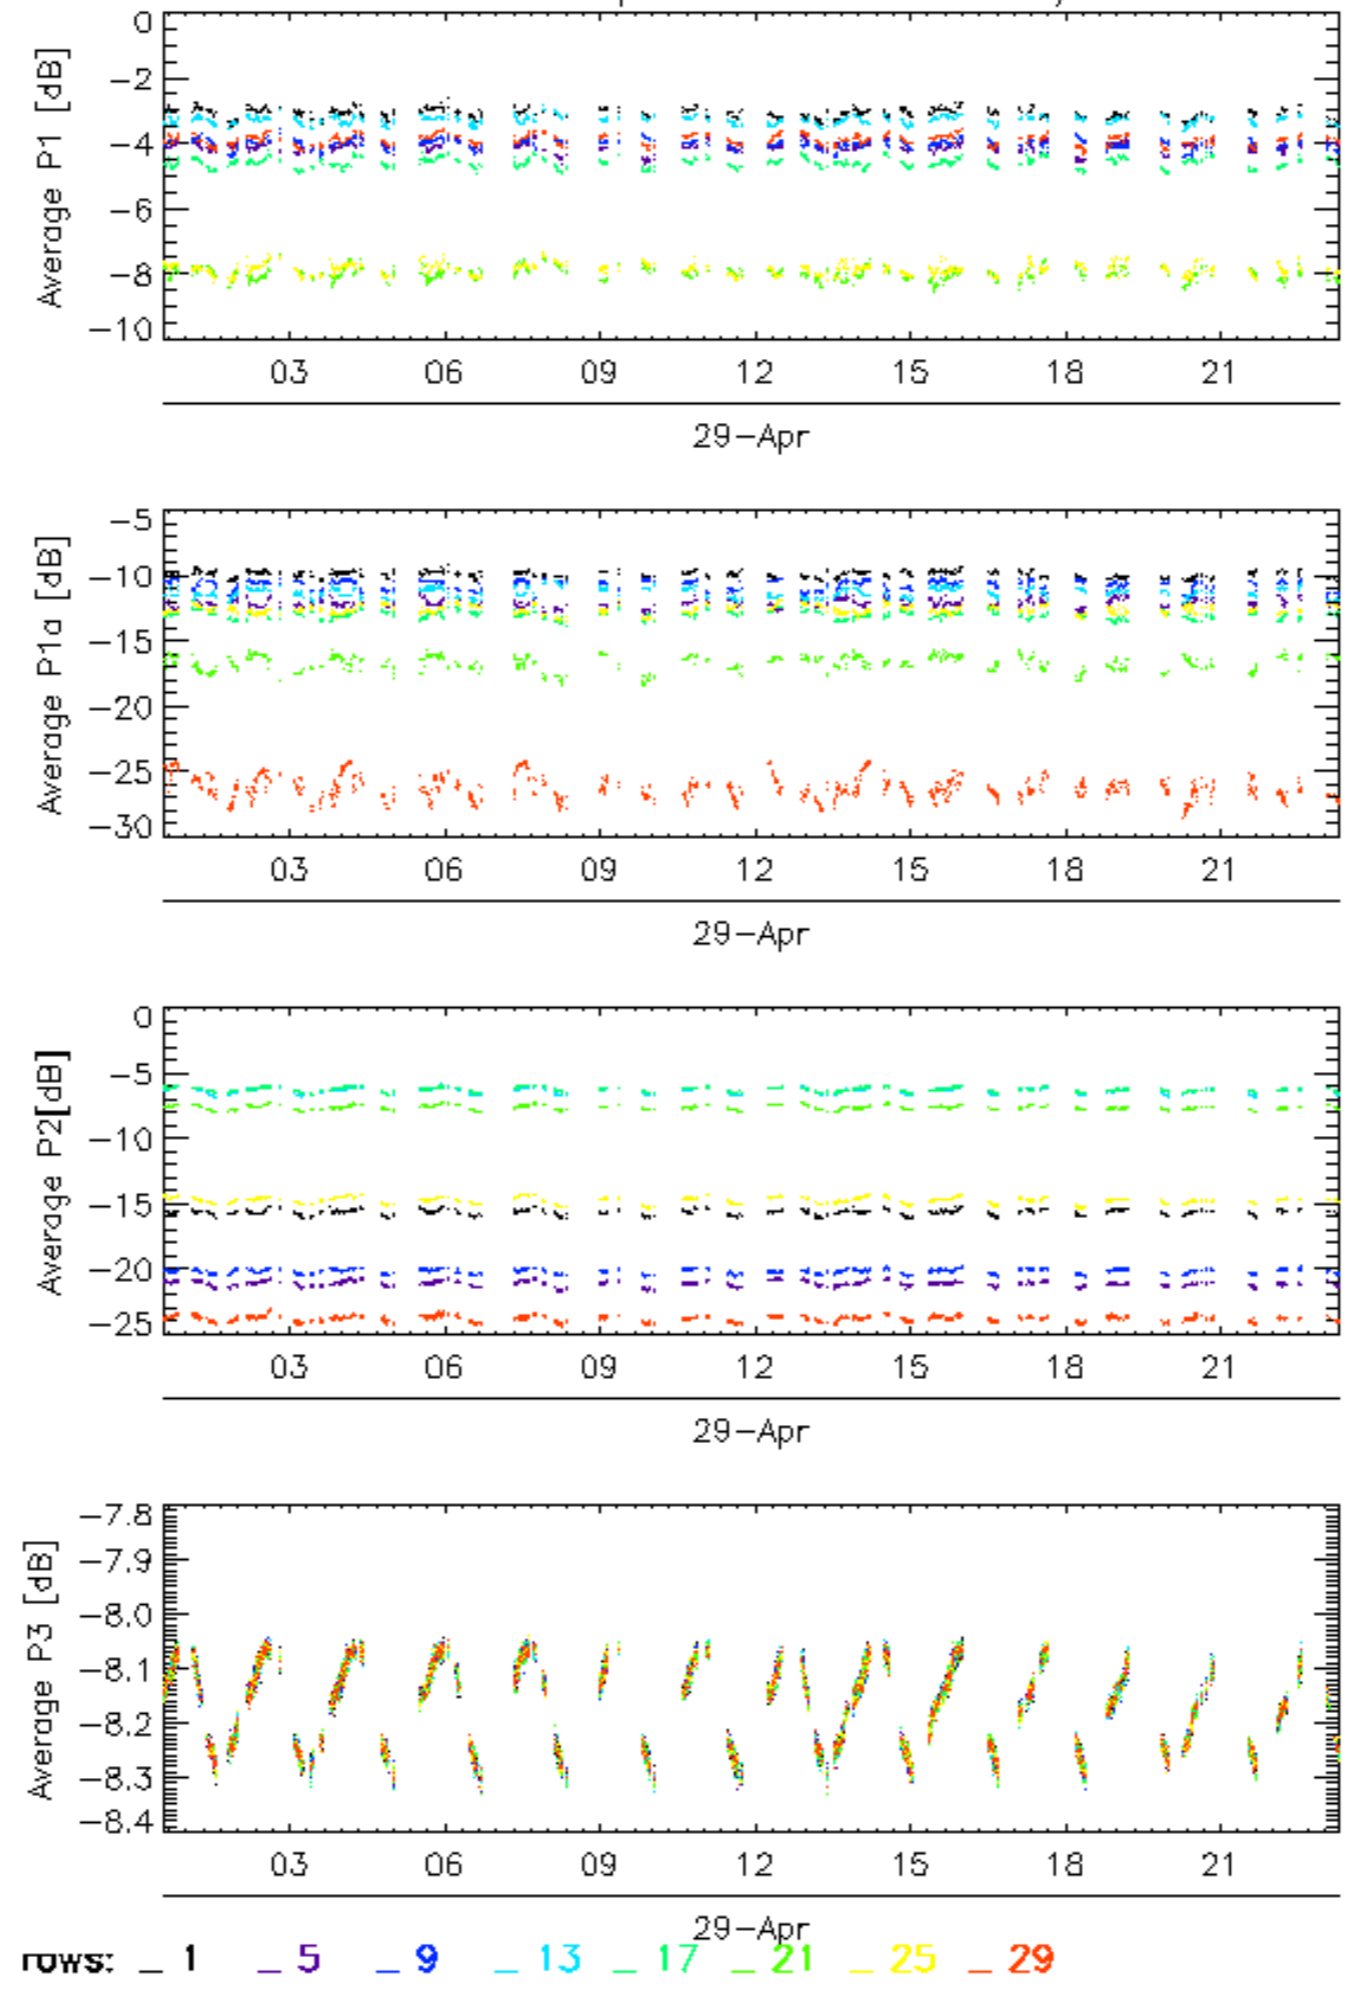 0
−2
−4
−6
−8
−10
Average P1 [dB]
03 06 09 12 15 18 21
29−Apr
−5
−10
−15
−20
−25
−30
Average P1a [dB]
03 06 09 12 15 18 21
29−Apr
0
−5
−10
−15
−20
−25
Average P2[dB]
03 06 09 12 15 18 21
29−Apr
−7.8
−7.9
−8.0
−8.1
−8.2
−8.3
−8.4
Average P3 [dB]
03 06 09 12 15 18 21
29−Apr
rows: _ 1 _ 5 _ 9 _ 13 _ 17 _ 21 _ 25 _ 29